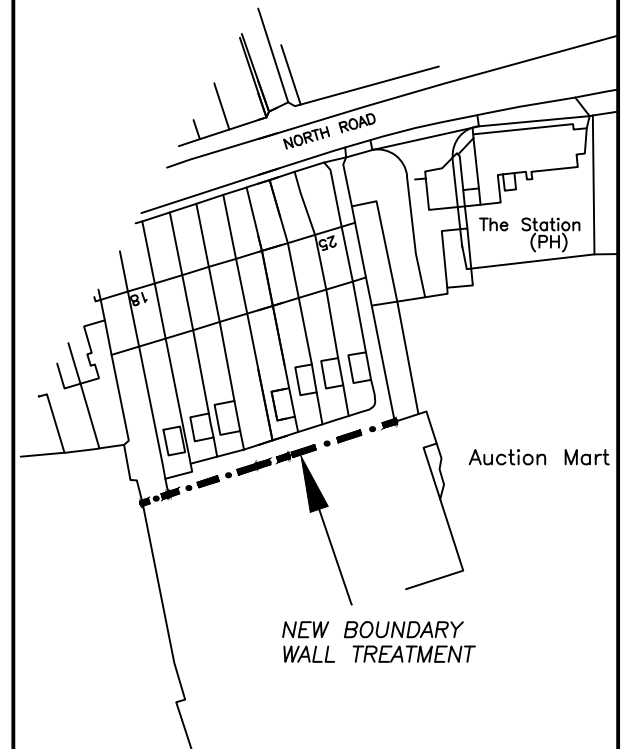 NORTH ROAD
The Station
(PH)
25
18
Auction Mart
NEW BOUNDARY
WALL TREATMENT